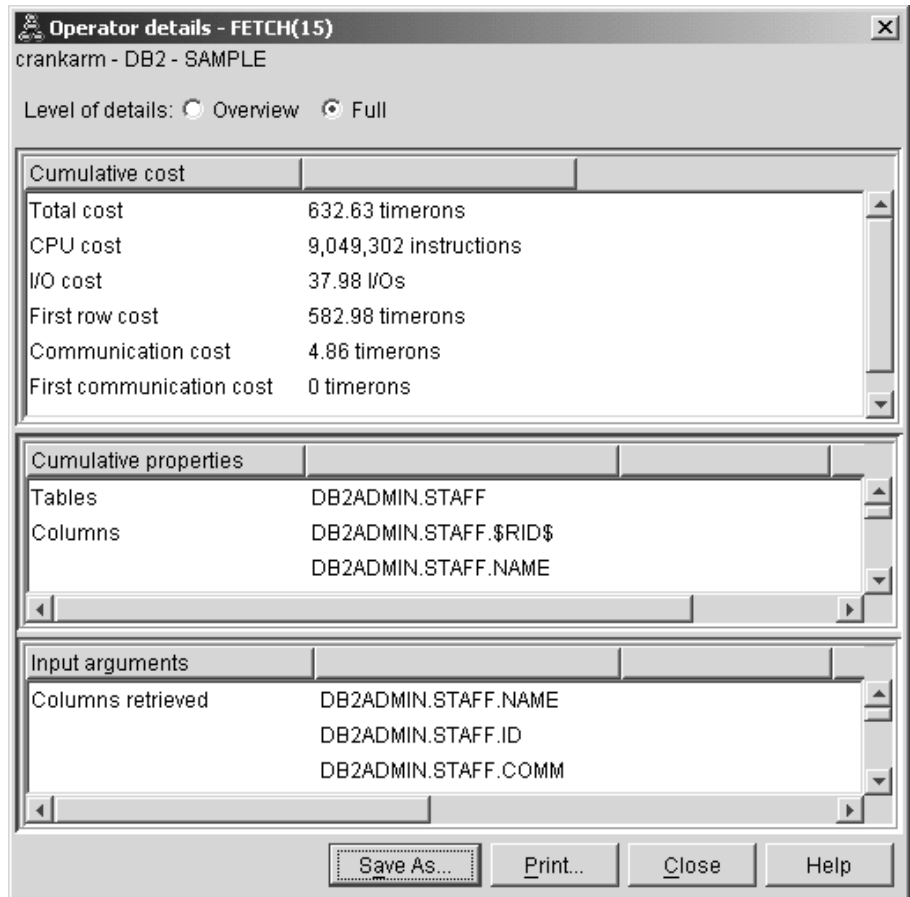 Operator details - FETCH(15)
crankarm - DB2 - SAMPLE
Level of details: Overview Full
Cumulative cost
Total cost 632.63 timerons
CPU cost 9,049,302 instructions
I/O cost 37.98 I/Os
First row cost 582.98 timerons
Communication cost 4.86 timerons
First communication cost 0 timerons
Cumulative properties
Tables DB2ADMIN.STAFF
Columns DB2ADMIN.STAFF.$RID$
DB2ADMIN.STAFF.NAME
Input arguments
Columns retrieved DB2ADMIN.STAFF.NAME
DB2ADMIN.STAFF.ID
DB2ADMIN.STAFF.COMM
Save As... Print... Close Help